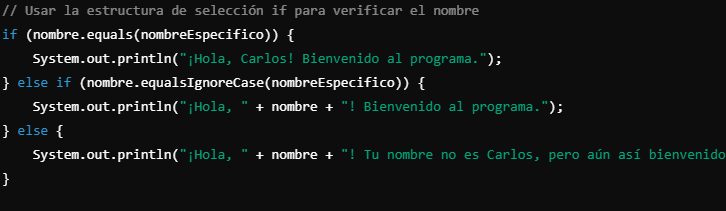 // Usar la estructura de selección if para verificar el nombre
if (nombre.equals(nombreEspecifico)) {
    System.out.println("¡Hola, Carlos! Bienvenido al programa.");
} else if (nombre.equalsIgnoreCase(nombreEspecifico)) {
    System.out.println("¡Hola, " + nombre + "! Bienvenido al programa.");
} else {
    System.out.println("¡Hola, " + nombre + "! Tu nombre no es Carlos, pero aún así bienvenido
}